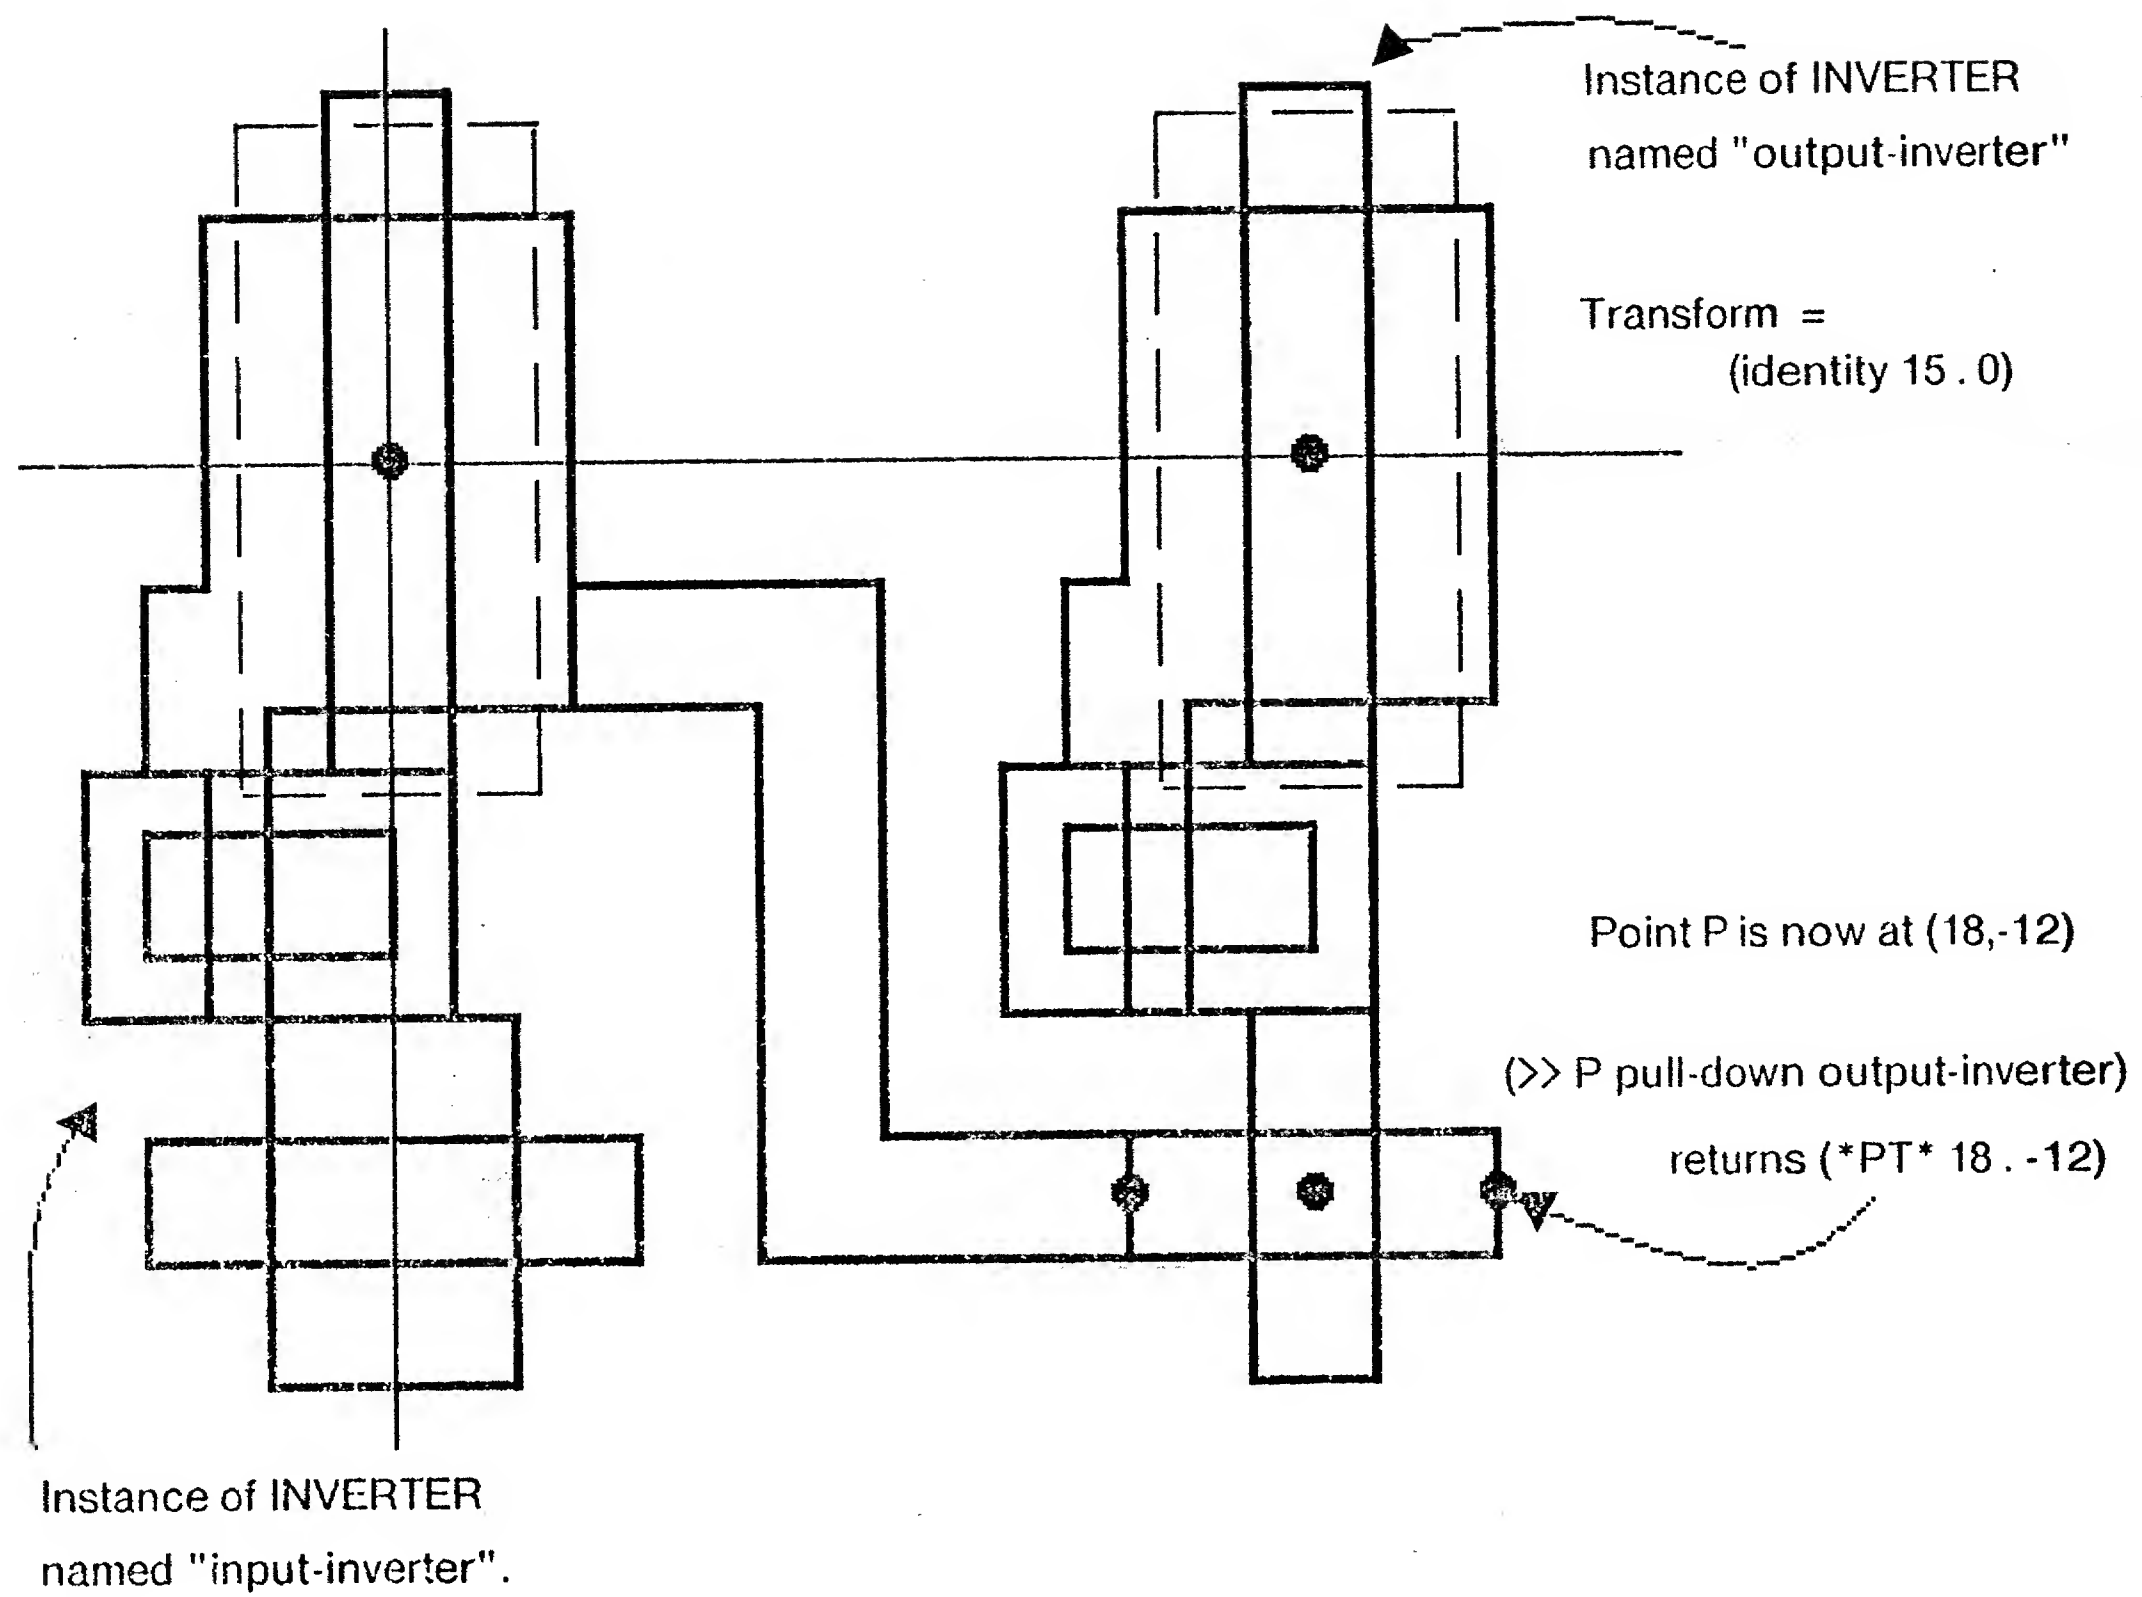 Instance of INVERTER
named "output-inverter"
Transform =
(identity 15 . 0)
Point P is now at (18,-12)
(>> P pull-down output-inverter)
returns (*PT* 18 . -12)
Instance of INVERTER
named "input-inverter".